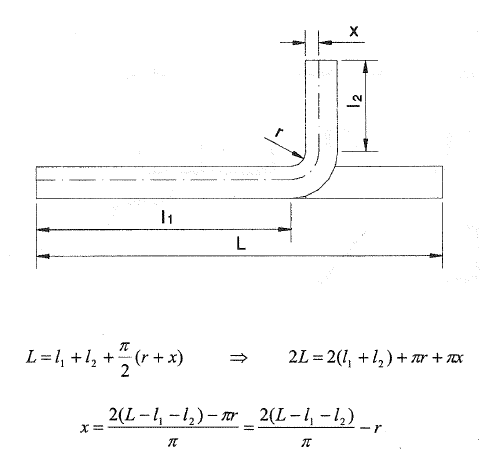 x
l₂
r
l₁
L
L = l₁ + l₂ + π/2 (r + x) ⇒ 2L = 2(l₁ + l₂) + πr + πx
x = (2(L − l₁ − l₂) − πr)/π = 2(L − l₁ − l₂)/π − r